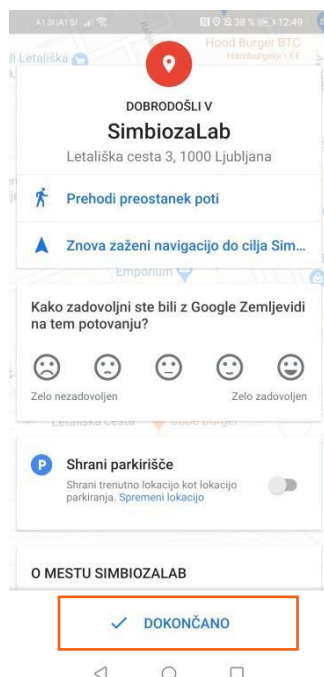 A1 SI|A1 SI
38 % 12:49
Hood Burger BTC
Hamburgerji • €€
Letališka
DOBRODOŠLI V
SimbiozaLab
Letališka cesta 3, 1000 Ljubljana
Prehodi preostanek poti
Znova zaženi navigacijo do cilja Sim...
Emporium
Kako zadovoljni ste bili z Google Zemljevidi
na tem potovanju?
Zelo nezadovoljen
Zelo zadovoljen
Letališka cesta
P
Shrani parkirišče
Shrani trenutno lokacijo kot lokacijo
parkiranja. Spremeni lokacijo
O MESTU SIMBIOZALAB
DOKONČANO